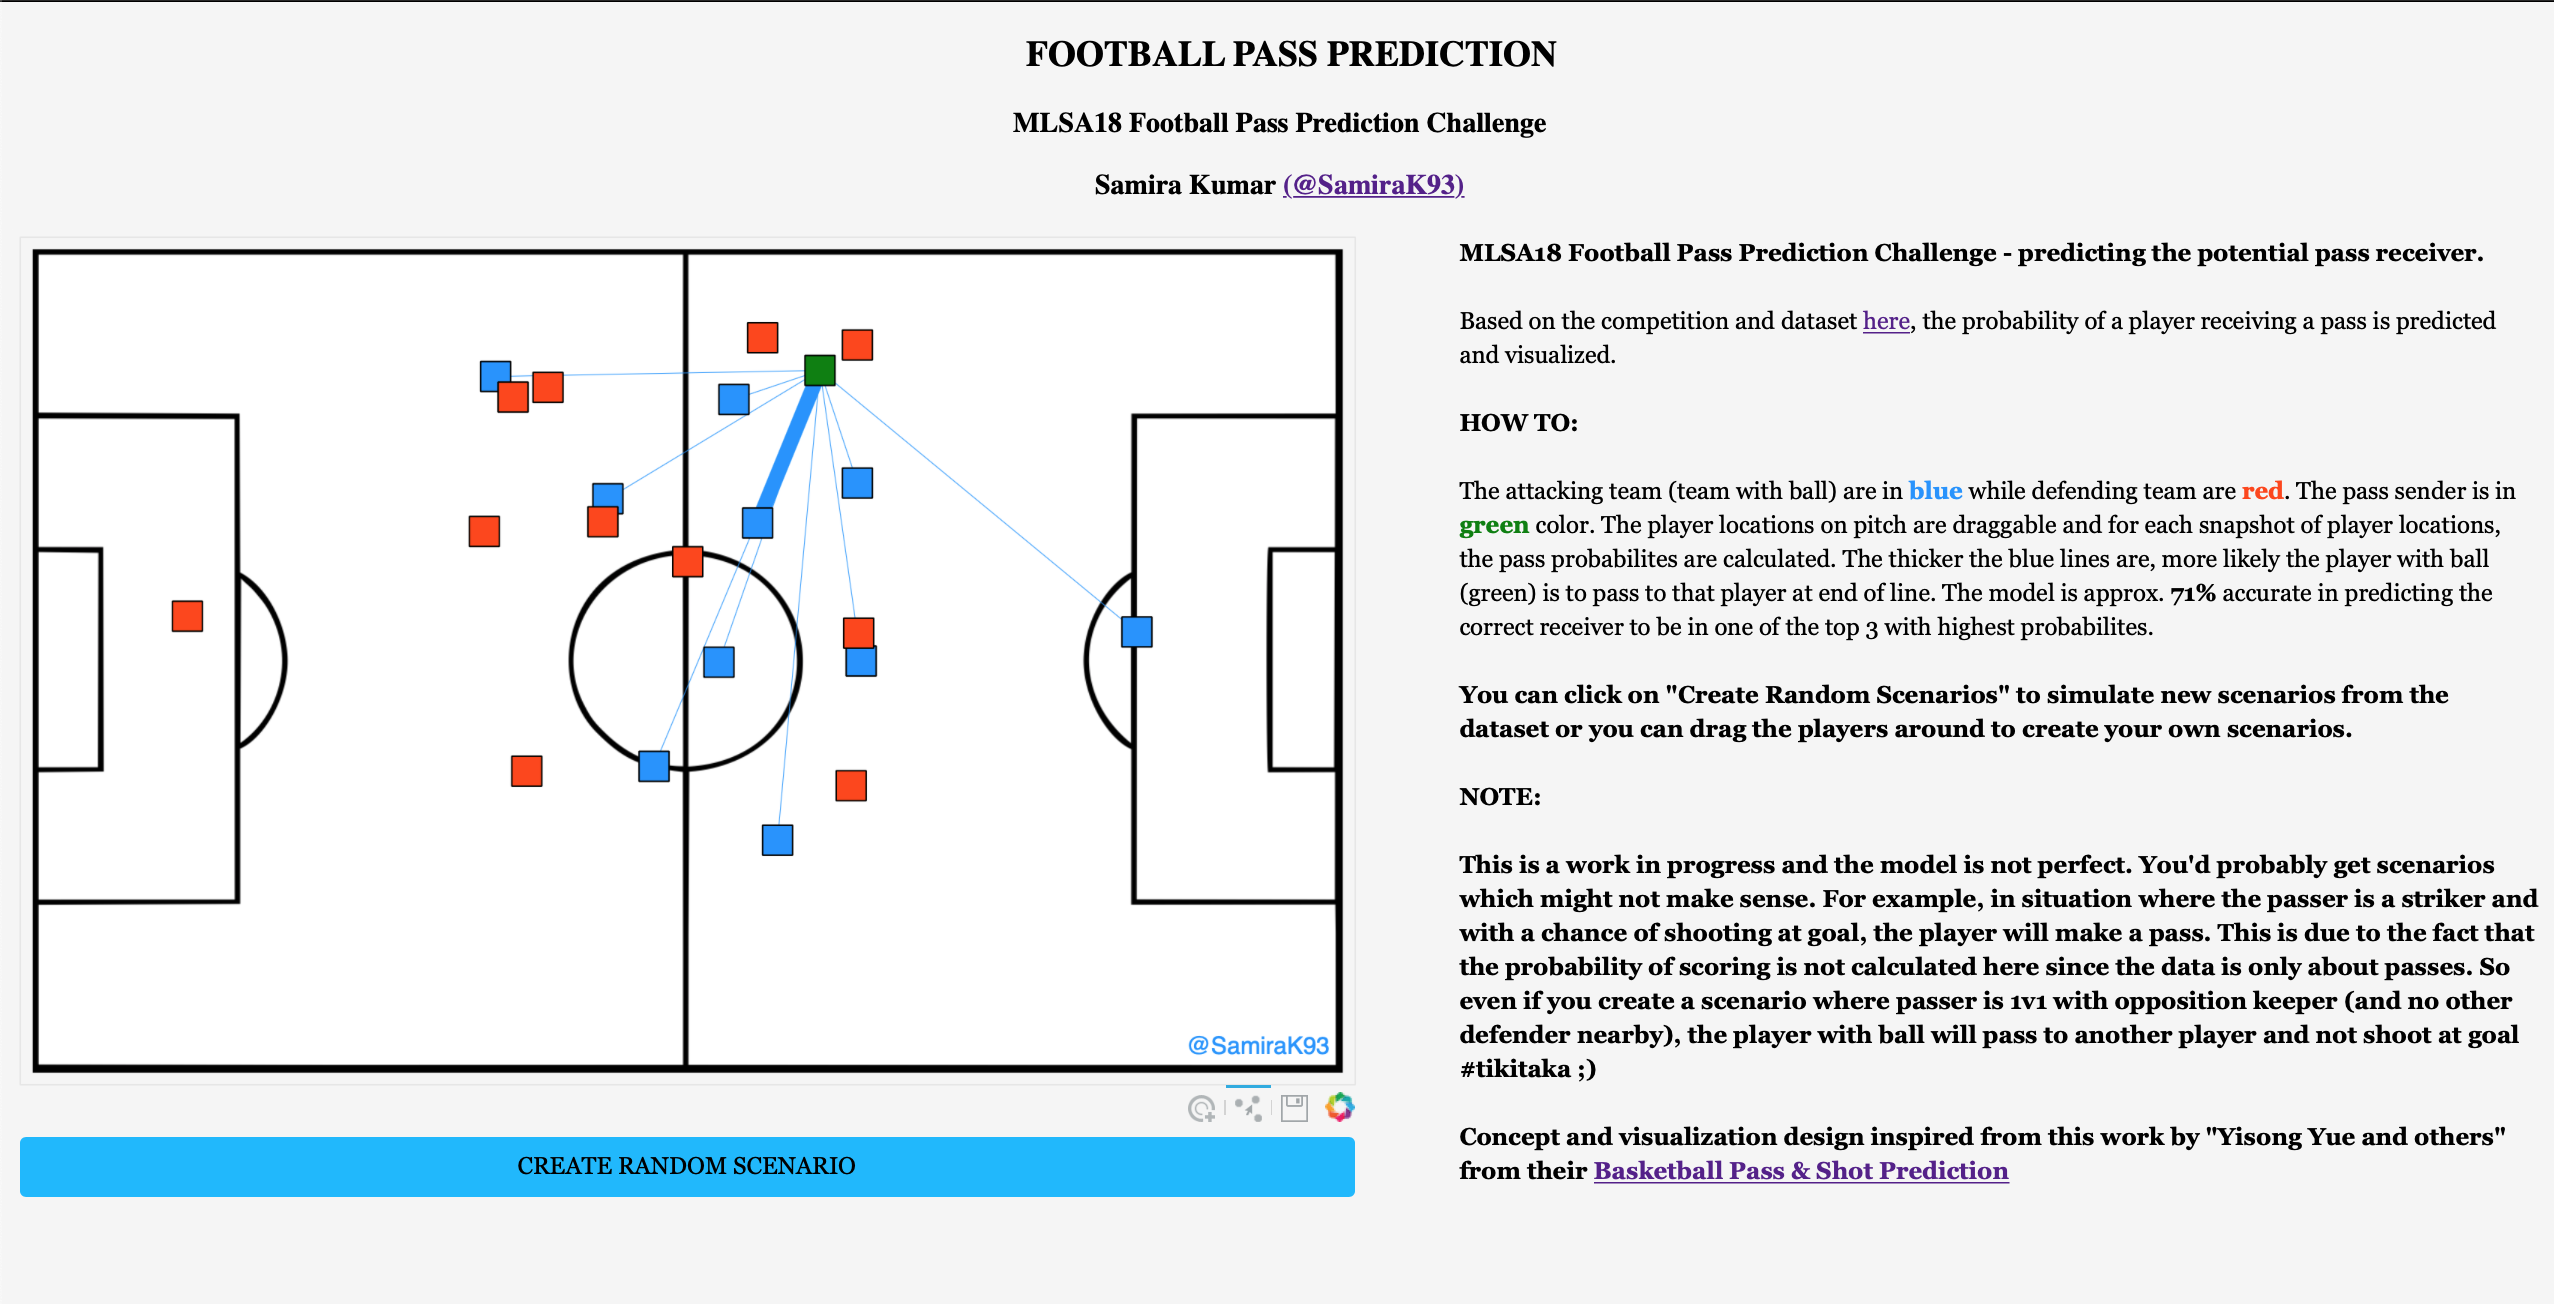 FOOTBALL PASS PREDICTION
MLSA18 Football Pass Prediction Challenge
Samira Kumar (@SamiraK93)
@SamiraK93
CREATE RANDOM SCENARIO
MLSA18 Football Pass Prediction Challenge - predicting the potential pass receiver.
Based on the competition and dataset here, the probability of a player receiving a pass is predicted
and visualized.
HOW TO:
The attacking team (team with ball) are in blue while defending team are red. The pass sender is in
green color. The player locations on pitch are draggable and for each snapshot of player locations,
the pass probabilites are calculated. The thicker the blue lines are, more likely the player with ball
(green) is to pass to that player at end of line. The model is approx. 71% accurate in predicting the
correct receiver to be in one of the top 3 with highest probabilites.
You can click on "Create Random Scenarios" to simulate new scenarios from the
dataset or you can drag the players around to create your own scenarios.
NOTE:
This is a work in progress and the model is not perfect. You'd probably get scenarios
which might not make sense. For example, in situation where the passer is a striker and
with a chance of shooting at goal, the player will make a pass. This is due to the fact that
the probability of scoring is not calculated here since the data is only about passes. So
even if you create a scenario where passer is 1v1 with opposition keeper (and no other
defender nearby), the player with ball will pass to another player and not shoot at goal
#tikitaka ;)
Concept and visualization design inspired from this work by "Yisong Yue and others"
from their Basketball Pass & Shot Prediction